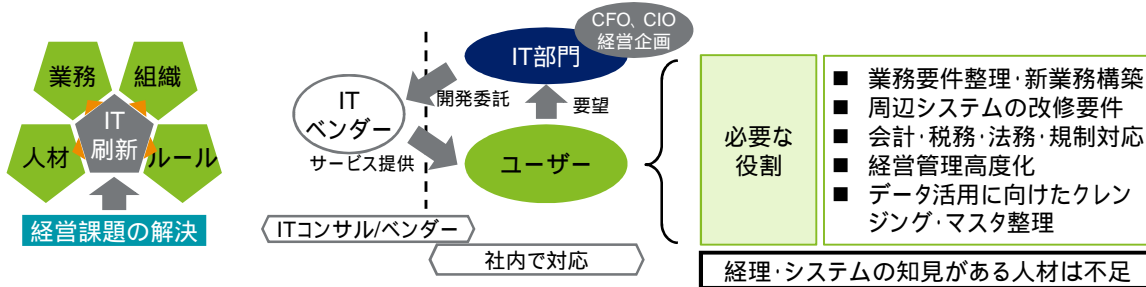 業務
組織
IT
刷新
人材
ルール
経営課題の解決
CFO、CIO
経営企画
IT部門
IT
ベンダー
開発委託
要望
サービス提供
ユーザー
ITコンサル/ベンダー
社内で対応
必要な
役割
■ 業務要件整理･新業務構築
■ 周辺システムの改修要件
■ 会計･税務･法務･規制対応
■ 経営管理高度化
■ データ活用に向けたクレン
ジング･マスタ整理
経理･システムの知見がある人材は不足